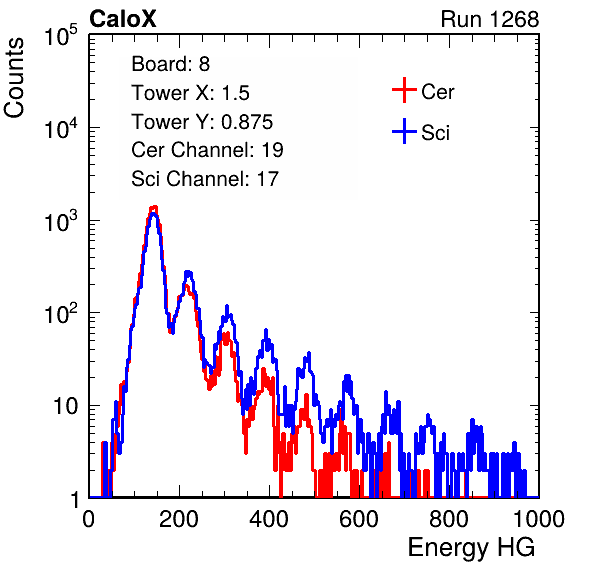 CaloX Run 1268
Counts
10^5
10^4
10^3
10^2
10
1
Board: 8
Tower X: 1.5
Tower Y: 0.875
Cer Channel: 19
Sci Channel: 17
Cer
Sci
0 200 400 600 800 1000
Energy HG